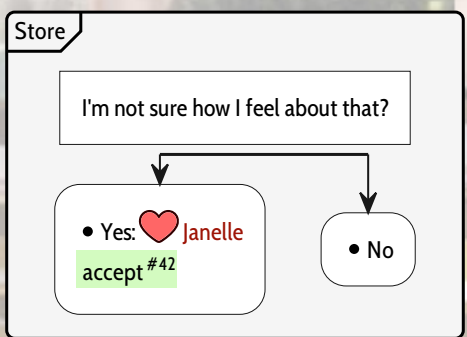 Store
I'm not sure how I feel about that?
• Yes: Janelle
accept #42
• No